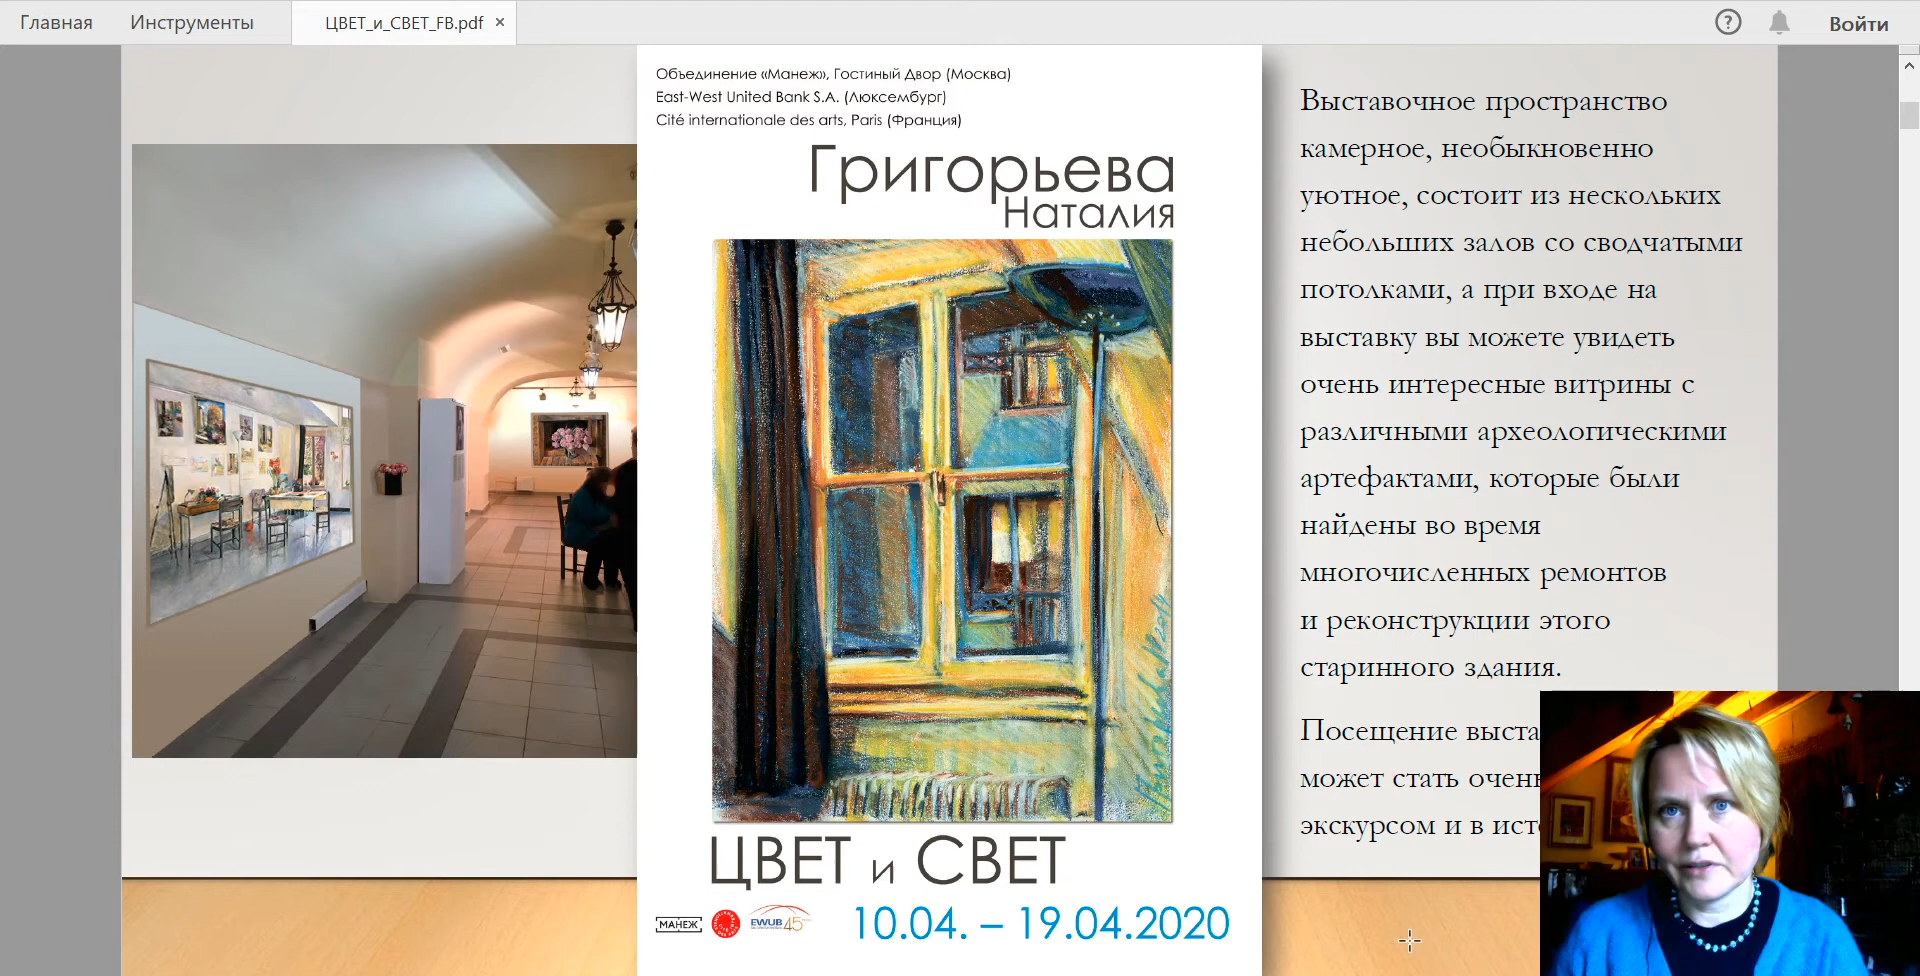 Главная Инструменты ЦВЕТ_и_СВЕТ_FB.pdf × Войти
Объединение «Манеж», Гостиный Двор (Москва)
East-West United Bank S.A. (Люксембург)
Cité internationale des arts, Paris (Франция)
Григорьева
Наталия
ЦВЕТ и СВЕТ
МАНЕЖ EWUB 45
10.04. – 19.04.2020
Выставочное пространство
камерное, необыкновенно
уютное, состоит из нескольких
небольших залов со сводчатыми
потолками, а при входе на
выставку вы можете увидеть
очень интересные витрины с
различными археологическими
артефактами, которые были
найдены во время
многочисленных ремонтов
и реконструкции этого
старинного здания.
Посещение выста
может стать очен
экскурсом и в ист